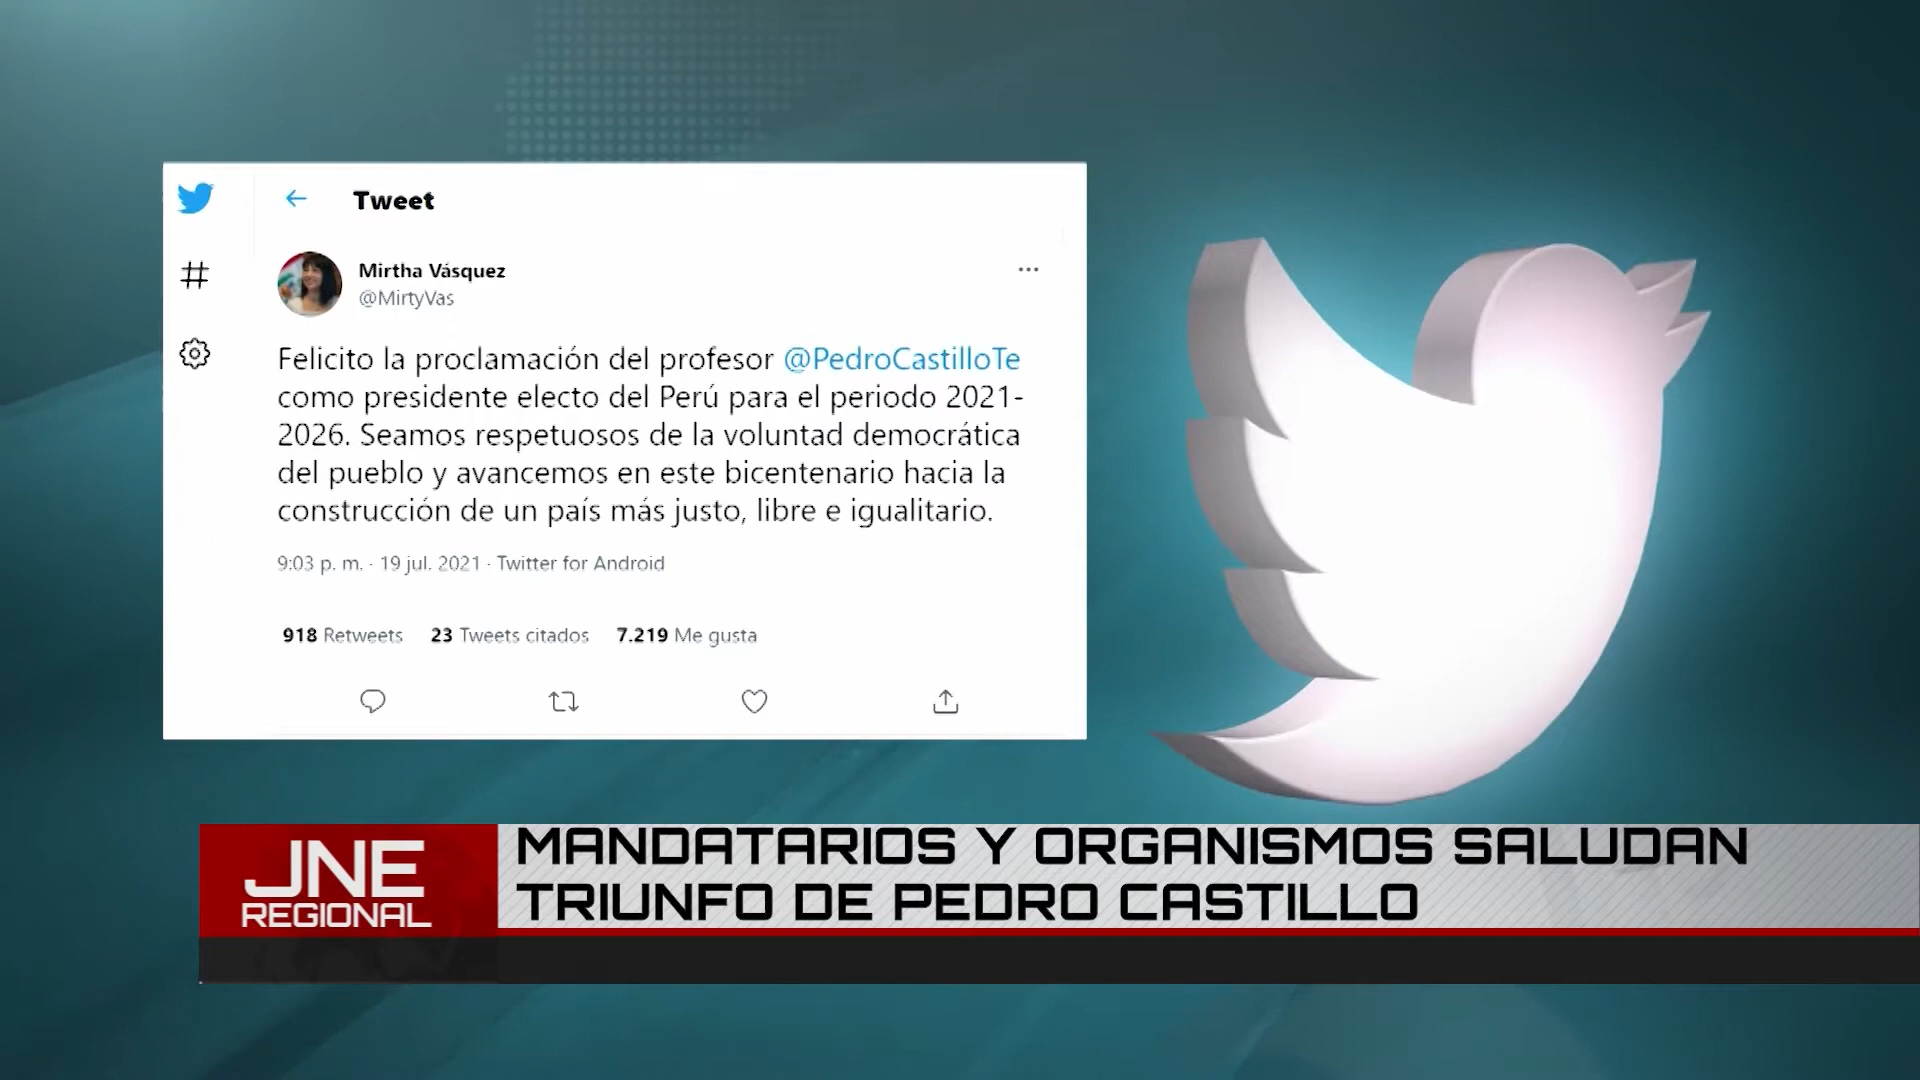 Tweet
Mirtha Vásquez
@MirtyVas
Felicito la proclamación del profesor @PedroCastilloTe
como presidente electo del Perú para el periodo 2021-
2026. Seamos respetuosos de la voluntad democrática
del pueblo y avancemos en este bicentenario hacia la
construcción de un país más justo, libre e igualitario.
9:03 p. m. · 19 jul. 2021 · Twitter for Android
918 Retweets 23 Tweets citados 7.219 Me gusta
JNE
REGIONAL
MANDATARIOS Y ORGANISMOS SALUDAN
TRIUNFO DE PEDRO CASTILLO